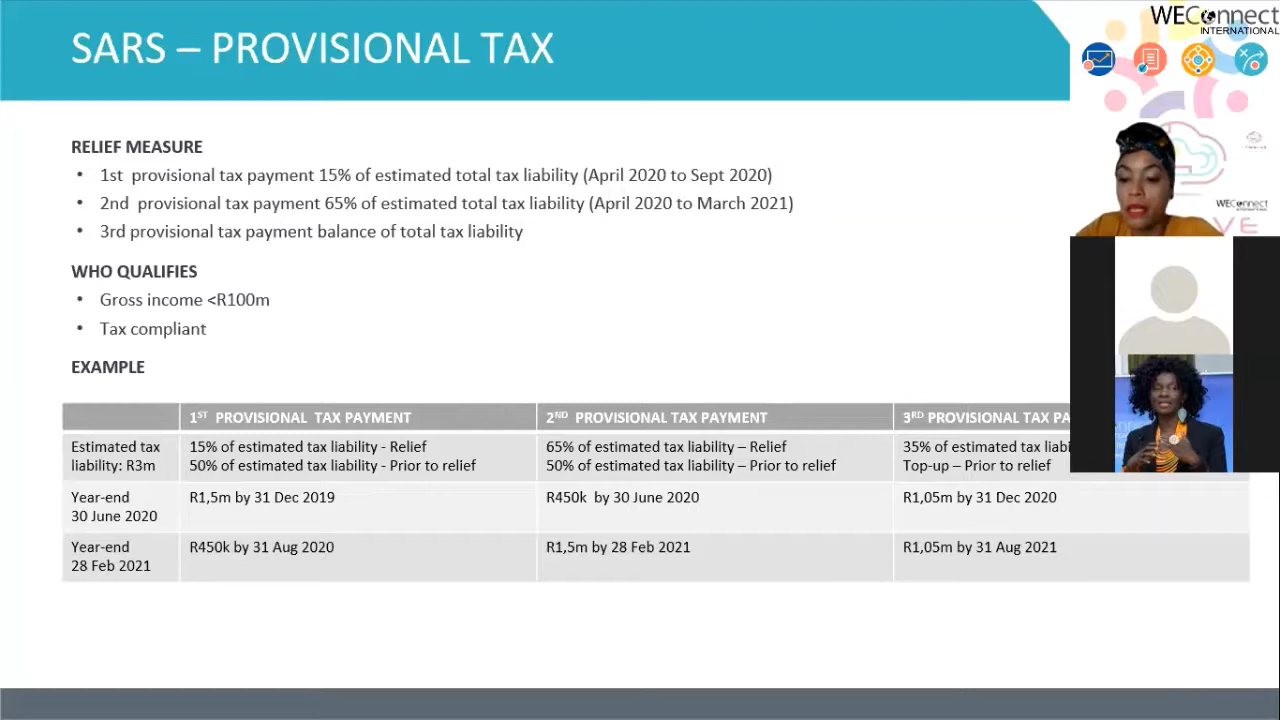 SARS – PROVISIONAL TAX
WEConnect
INTERNATIONAL
RELIEF MEASURE
• 1st provisional tax payment 15% of estimated total tax liability (April 2020 to Sept 2020)
• 2nd provisional tax payment 65% of estimated total tax liability (April 2020 to March 2021)
• 3rd provisional tax payment balance of total tax liability
WHO QUALIFIES
• Gross income <R100m
• Tax compliant
EXAMPLE
WEConnect
VE
1ST PROVISIONAL TAX PAYMENT
2ND PROVISIONAL TAX PAYMENT
3RD PROVISIONAL TAX PA
Estimated tax
liability: R3m
15% of estimated tax liability - Relief
50% of estimated tax liability - Prior to relief
65% of estimated tax liability – Relief
50% of estimated tax liability – Prior to relief
35% of estimated tax liabi
Top-up – Prior to relief
Year-end
30 June 2020
R1,5m by 31 Dec 2019
R450k by 30 June 2020
R1,05m by 31 Dec 2020
Year-end
28 Feb 2021
R450k by 31 Aug 2020
R1,5m by 28 Feb 2021
R1,05m by 31 Aug 2021